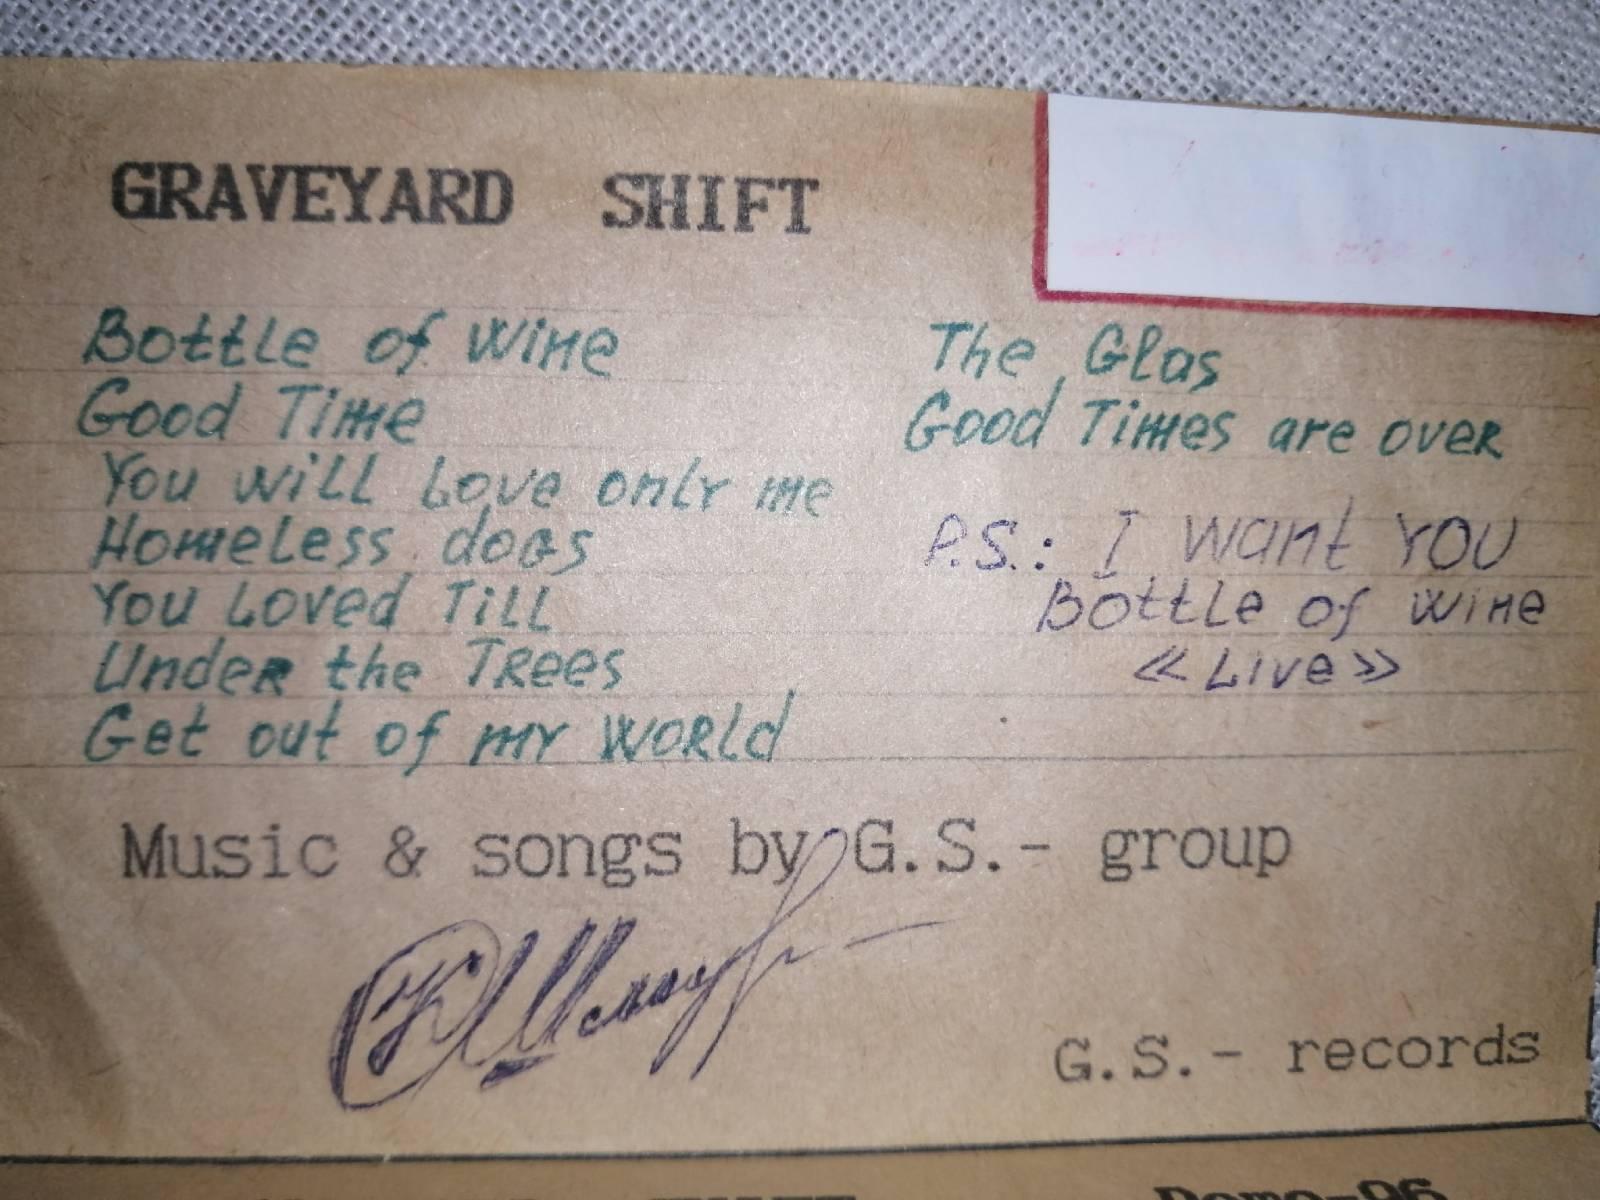 GRAVEYARD SHIFT
Bottle of Wine
Good Time
You will Love only me
Homeless dogs
You Loved Till
Under the Trees
Get out of my World
The Glas
Good Times are over
P.S.: I want YOU
Bottle of wine
« Live »
Music & songs by G.S.- group
G.S.- records
Demo-96